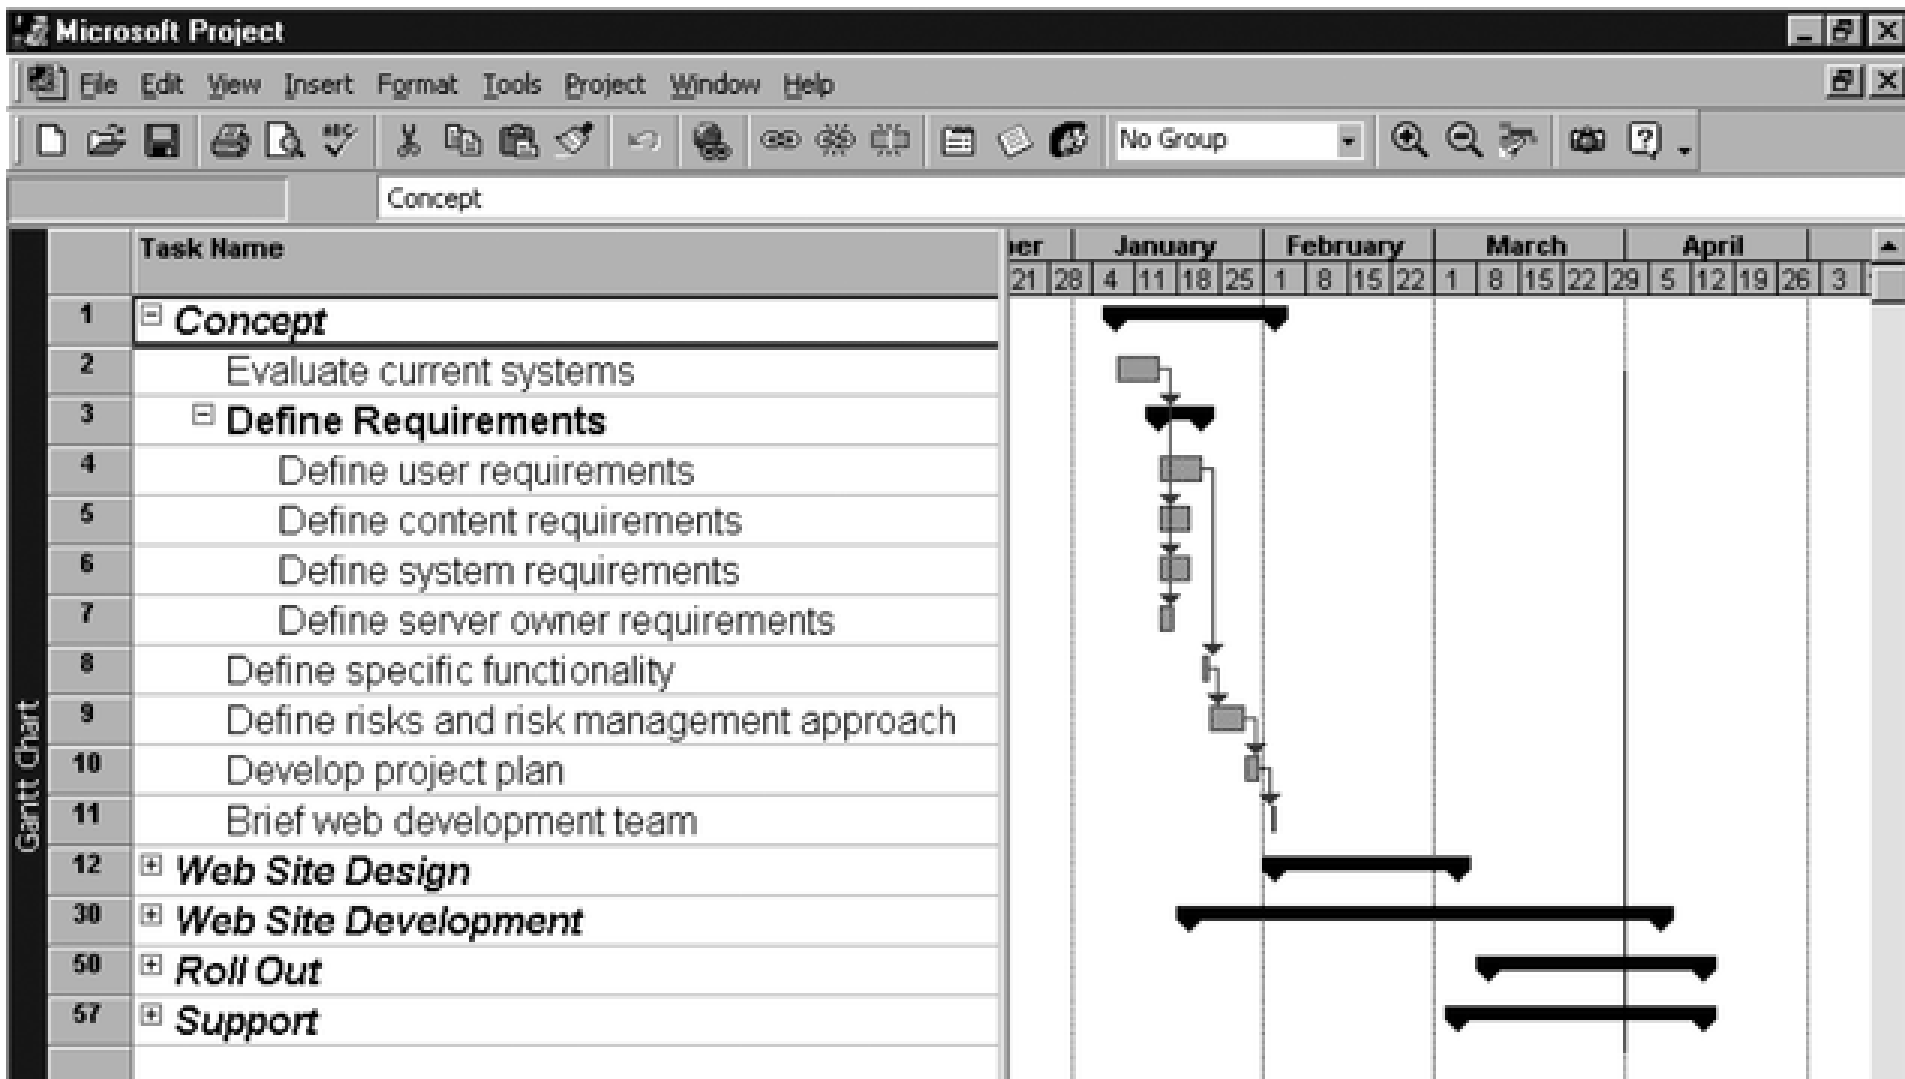 Microsoft Project
File Edit View Insert Format Tools Project Window Help
ABC No Group ?
Concept
Task Name ber January February March April
21 28 4 11 18 25 1 8 15 22 1 8 15 22 29 5 12 19 26 3
1 Concept
2 Evaluate current systems
3 Define Requirements
4 Define user requirements
5 Define content requirements
6 Define system requirements
7 Define server owner requirements
8 Define specific functionality
9 Define risks and risk management approach
10 Develop project plan
11 Brief web development team
12 Web Site Design
30 Web Site Development
50 Roll Out
57 Support
Gantt Chart